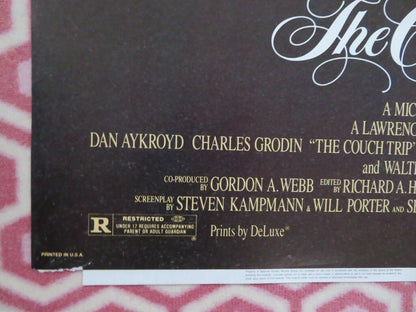 The C
A MIC
A LAWRENC
DAN AYKROYD CHARLES GRODIN "THE COUCH TRIP"
and WALT
CO-PRODUCED BY GORDON A. WEBB EDITED BY RICHARD A. H
SCREENPLAY BY STEVEN KAMPMANN & WILL PORTER and SE
R RESTRICTED
UNDER 17 REQUIRES ACCOMPANYING
PARENT OR ADULT GUARDIAN
Prints by DeLuxe®
PRINTED IN U.S.A.